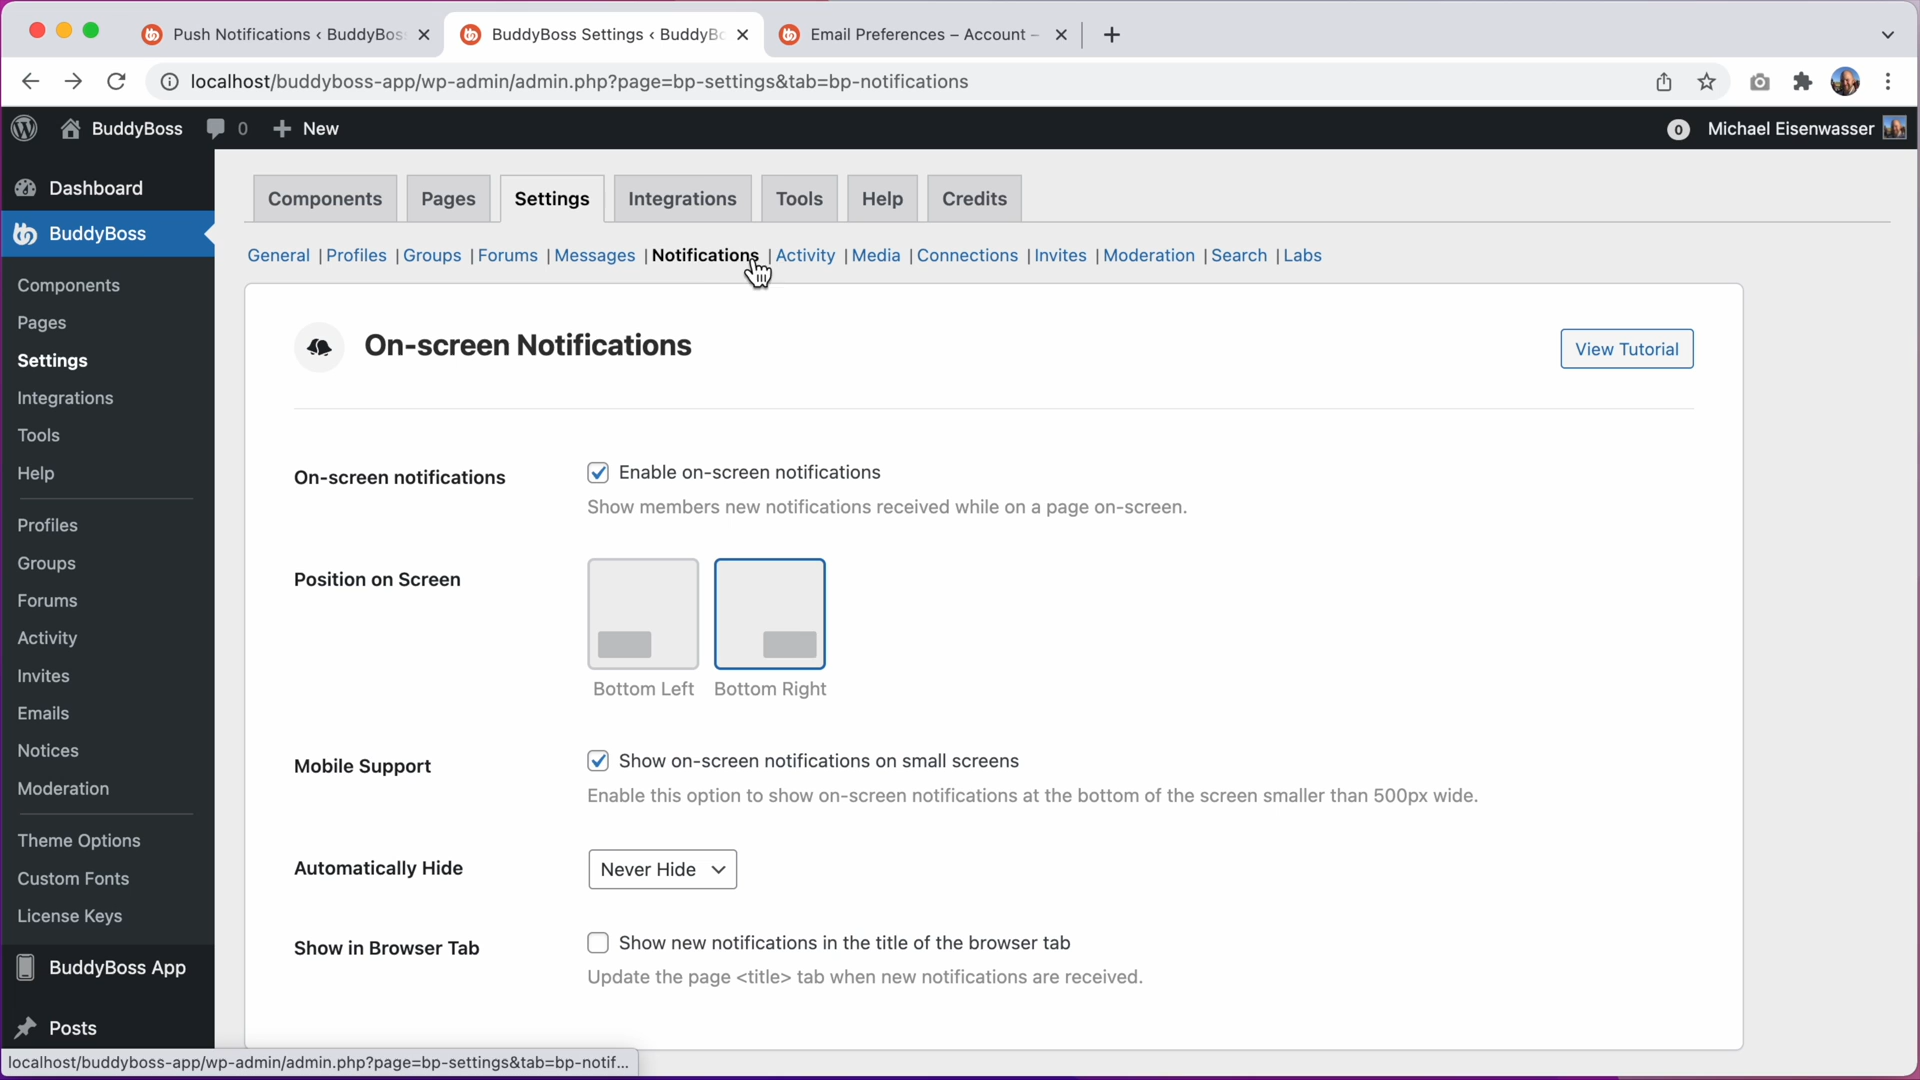 Push Notifications ‹ BuddyBos
BuddyBoss Settings ‹ BuddyBo
Email Preferences – Account –
localhost/buddyboss-app/wp-admin/admin.php?page=bp-settings&tab=bp-notifications
BuddyBoss 0 New
0 Michael Eisenwasser
Dashboard
BuddyBoss
Components
Pages
Settings
Integrations
Tools
Help
Profiles
Groups
Forums
Activity
Invites
Emails
Notices
Moderation
Theme Options
Custom Fonts
License Keys
BuddyBoss App
Posts
Components Pages Settings Integrations Tools Help Credits
General | Profiles | Groups | Forums | Messages | Notifications | Activity | Media | Connections | Invites | Moderation | Search | Labs
On-screen Notifications
View Tutorial
On-screen notifications
Enable on-screen notifications
Show members new notifications received while on a page on-screen.
Position on Screen
Bottom Left Bottom Right
Mobile Support
Show on-screen notifications on small screens
Enable this option to show on-screen notifications at the bottom of the screen smaller than 500px wide.
Automatically Hide
Never Hide
Show in Browser Tab
Show new notifications in the title of the browser tab
Update the page <title> tab when new notifications are received.
localhost/buddyboss-app/wp-admin/admin.php?page=bp-settings&tab=bp-notif...